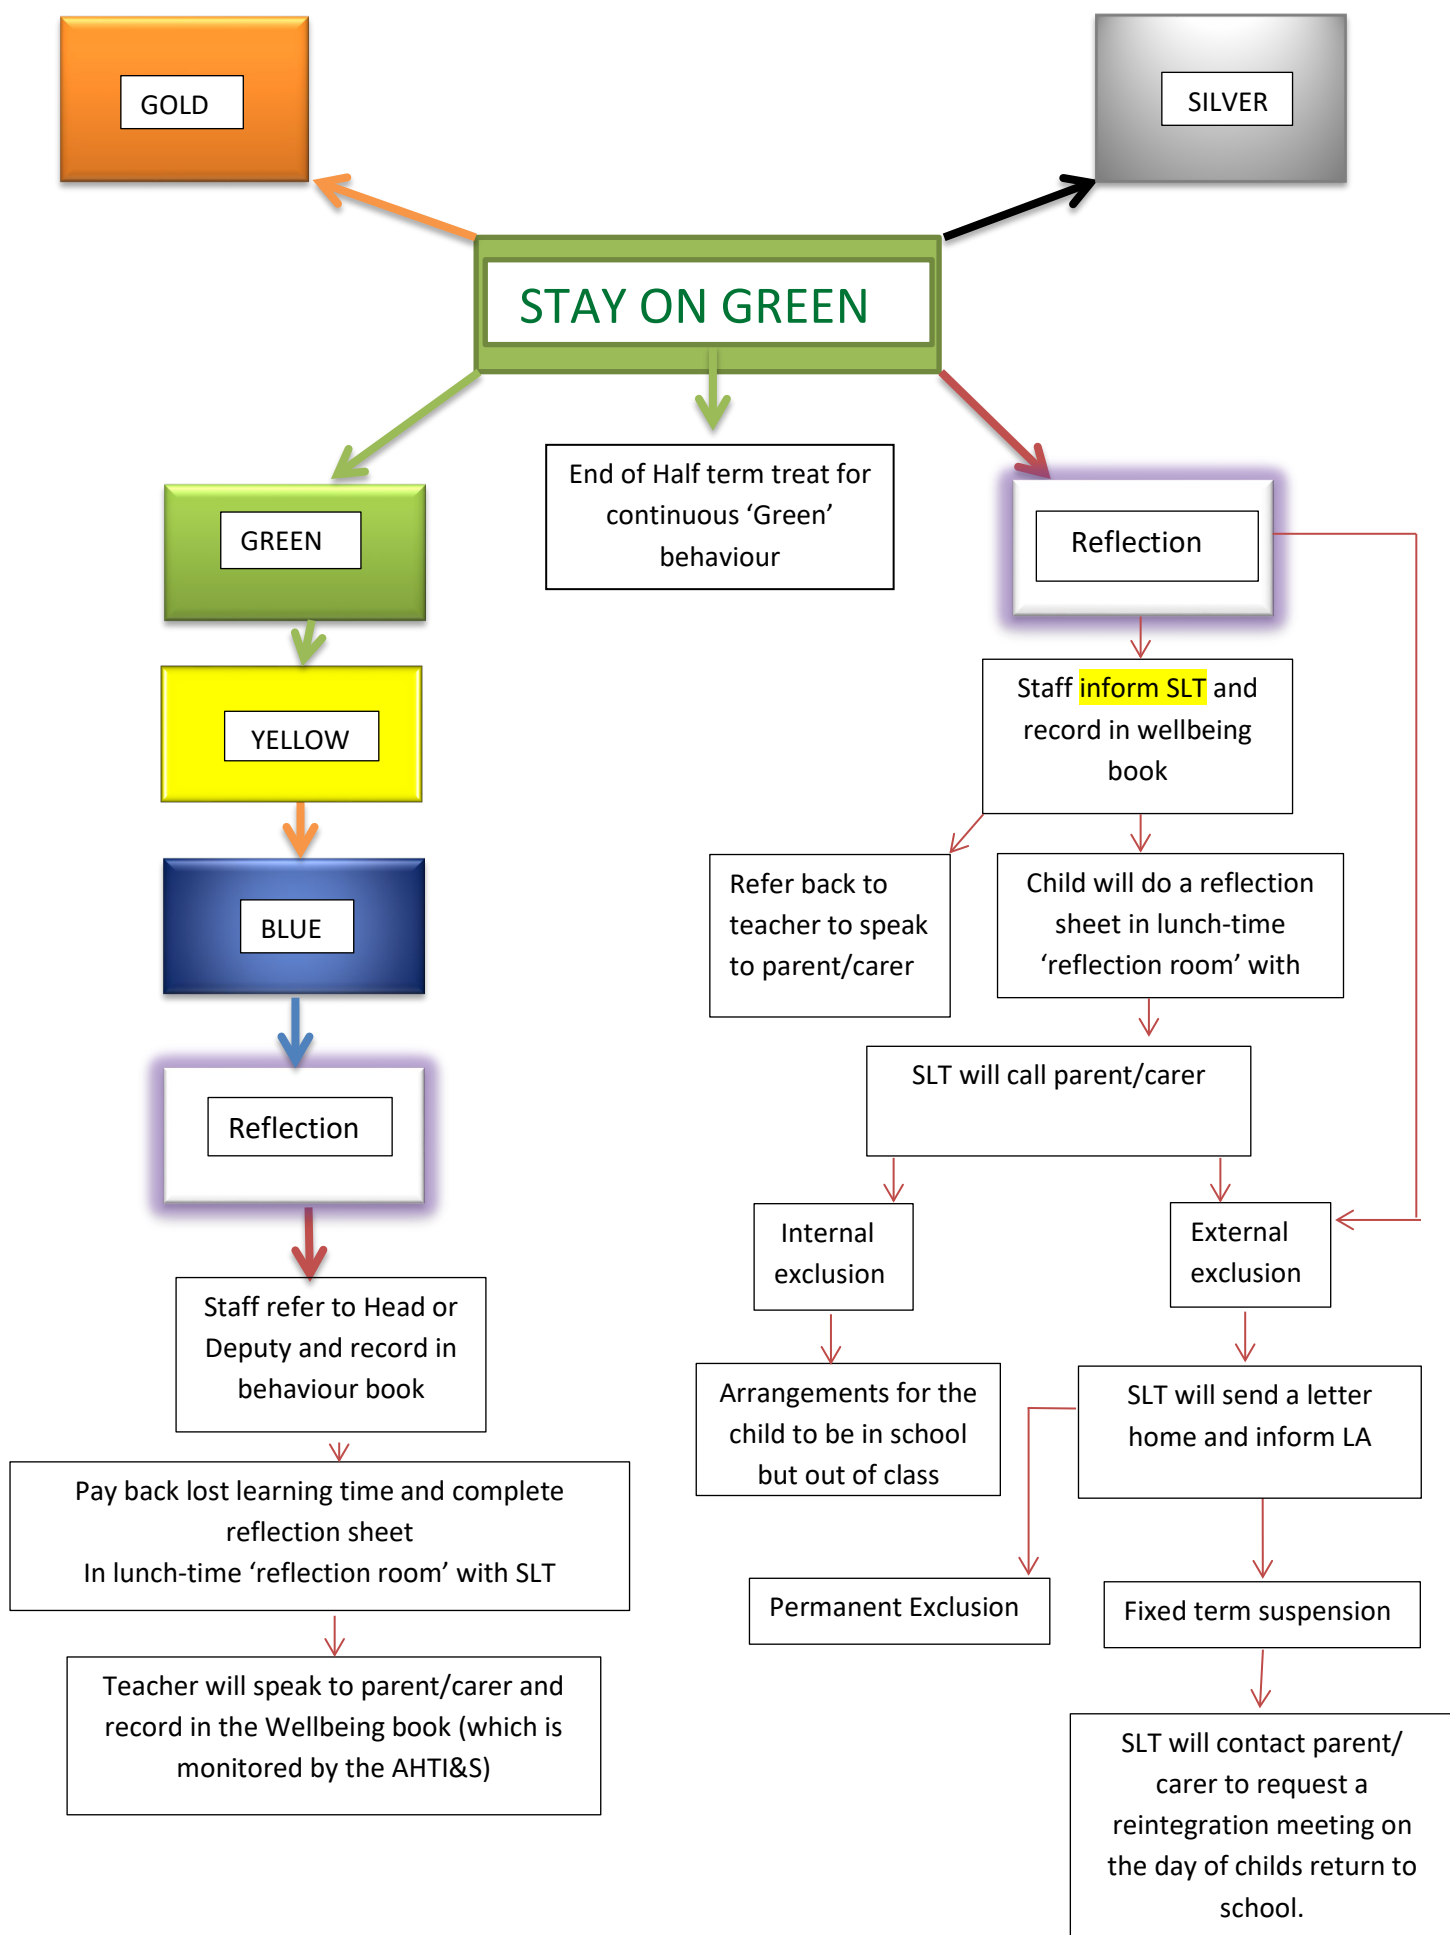 GOLD
SILVER
STAY ON GREEN
End of Half term treat for
continuous ‘Green’
behaviour
GREEN
Reflection
YELLOW
Staff inform SLT and
record in wellbeing
book
BLUE
Refer back to
teacher to speak
to parent/carer
Child will do a reflection
sheet in lunch-time
‘reflection room’ with
Reflection
SLT will call parent/carer
Internal
exclusion
External
exclusion
Staff refer to Head or
Deputy and record in
behaviour book
Arrangements for the
child to be in school
but out of class
SLT will send a letter
home and inform LA
Pay back lost learning time and complete
reflection sheet
In lunch-time ‘reflection room’ with SLT
Permanent Exclusion
Fixed term suspension
Teacher will speak to parent/carer and
record in the Wellbeing book (which is
monitored by the AHTI&S)
SLT will contact parent/
carer to request a
reintegration meeting on
the day of childs return to
school.